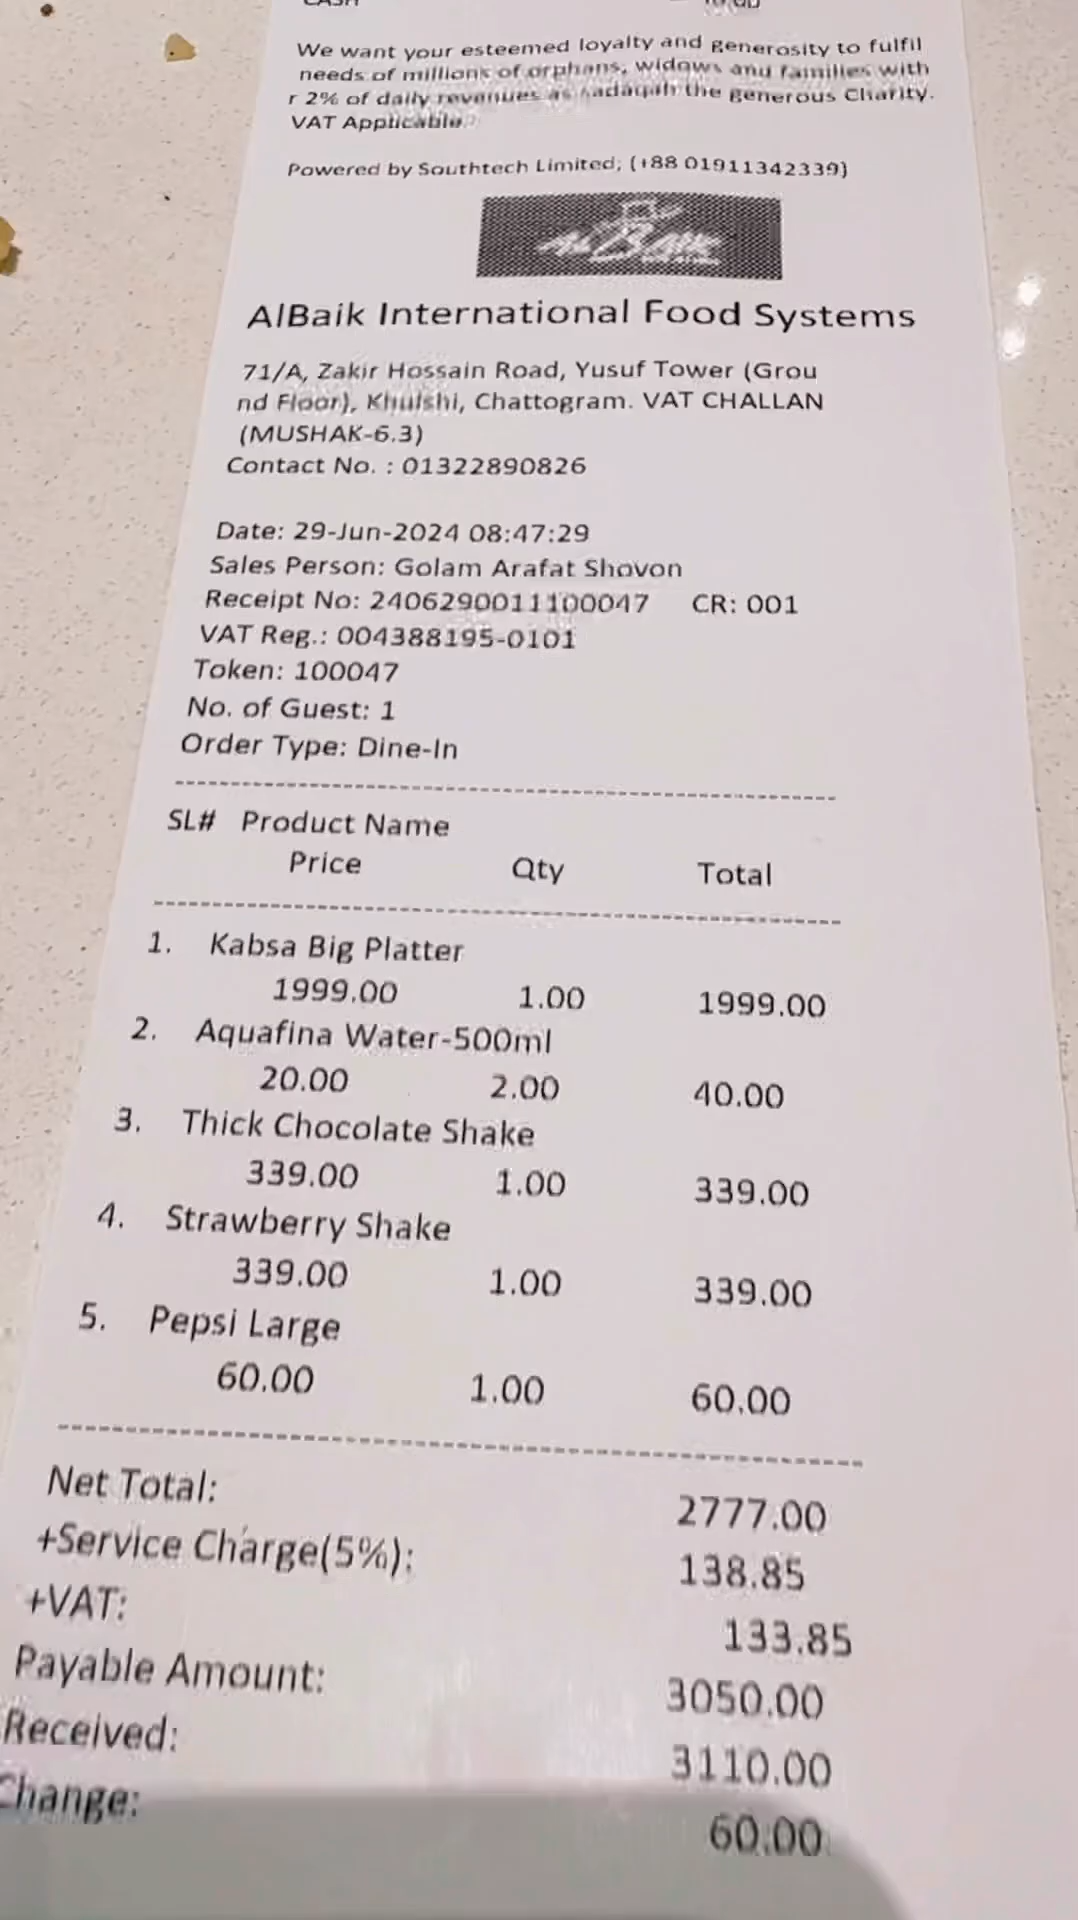 CASH
We want your esteemed loyalty and generosity to fulfil
needs of millions of orphans, widows and families with
r 2% of daily revenues as sadaqah the generous Charity.
VAT Applicable.
Powered by Southtech Limited; (+88 01911342339)
AlBaik
AlBaik International Food Systems
71/A, Zakir Hossain Road, Yusuf Tower (Grou
nd Floor), Khulshi, Chattogram. VAT CHALLAN
(MUSHAK-6.3)
Contact No. : 01322890826
Date: 29-Jun-2024 08:47:29
Sales Person: Golam Arafat Shovon
Receipt No: 2406290011100047 CR: 001
VAT Reg.: 004388195-0101
Token: 100047
No. of Guest: 1
Order Type: Dine-In
SL# Product Name
Price Qty Total
1. Kabsa Big Platter
1999.00 1.00 1999.00
2. Aquafina Water-500ml
20.00 2.00 40.00
3. Thick Chocolate Shake
339.00 1.00 339.00
4. Strawberry Shake
339.00 1.00 339.00
5. Pepsi Large
60.00 1.00 60.00
Net Total: 2777.00
+Service Charge(5%): 138.85
+VAT: 133.85
Payable Amount: 3050.00
Received: 3110.00
Change: 60.00